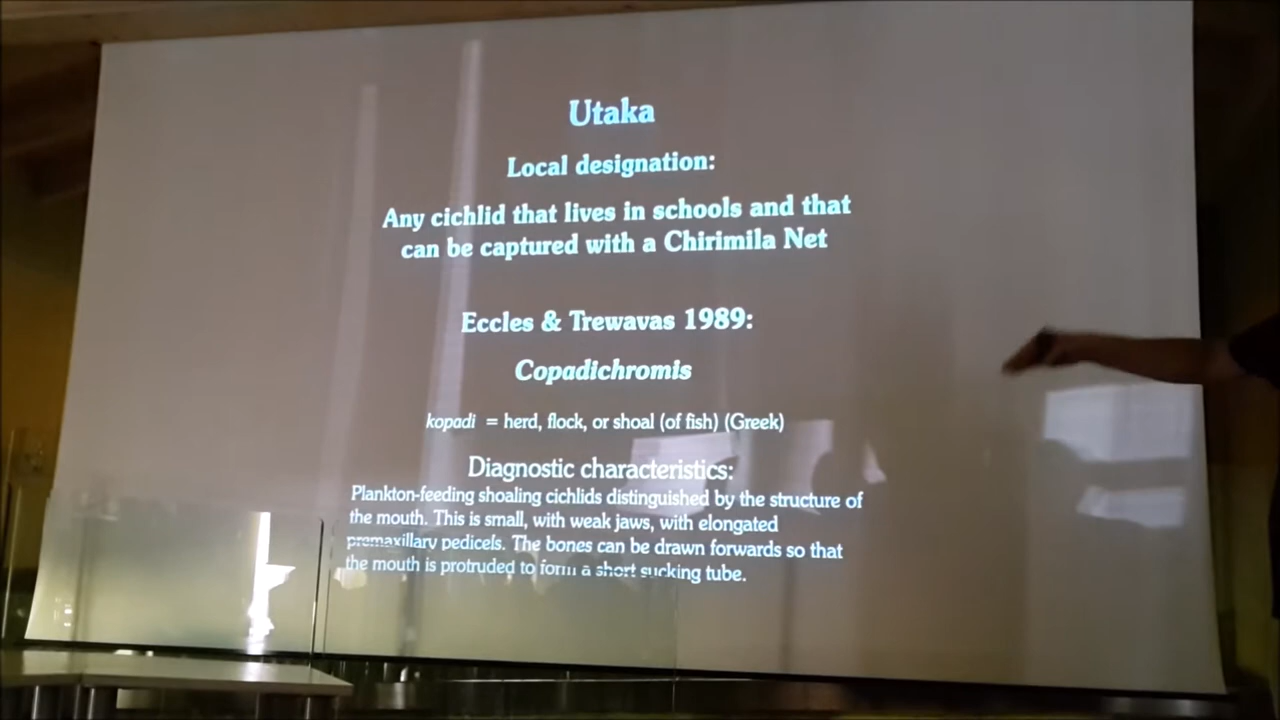 Utaka
Local designation:
Any cichlid that lives in schools and that
can be captured with a Chirimila Net
Eccles & Trewavas 1989:
Copadichromis
kopadi = herd, flock, or shoal (of fish) (Greek)
Diagnostic characteristics:
Plankton-feeding shoaling cichlids distinguished by the structure of
the mouth. This is small, with weak jaws, with elongated
premaxillary pedicels. The bones can be drawn forwards so that
the mouth is protruded to form a short sucking tube.